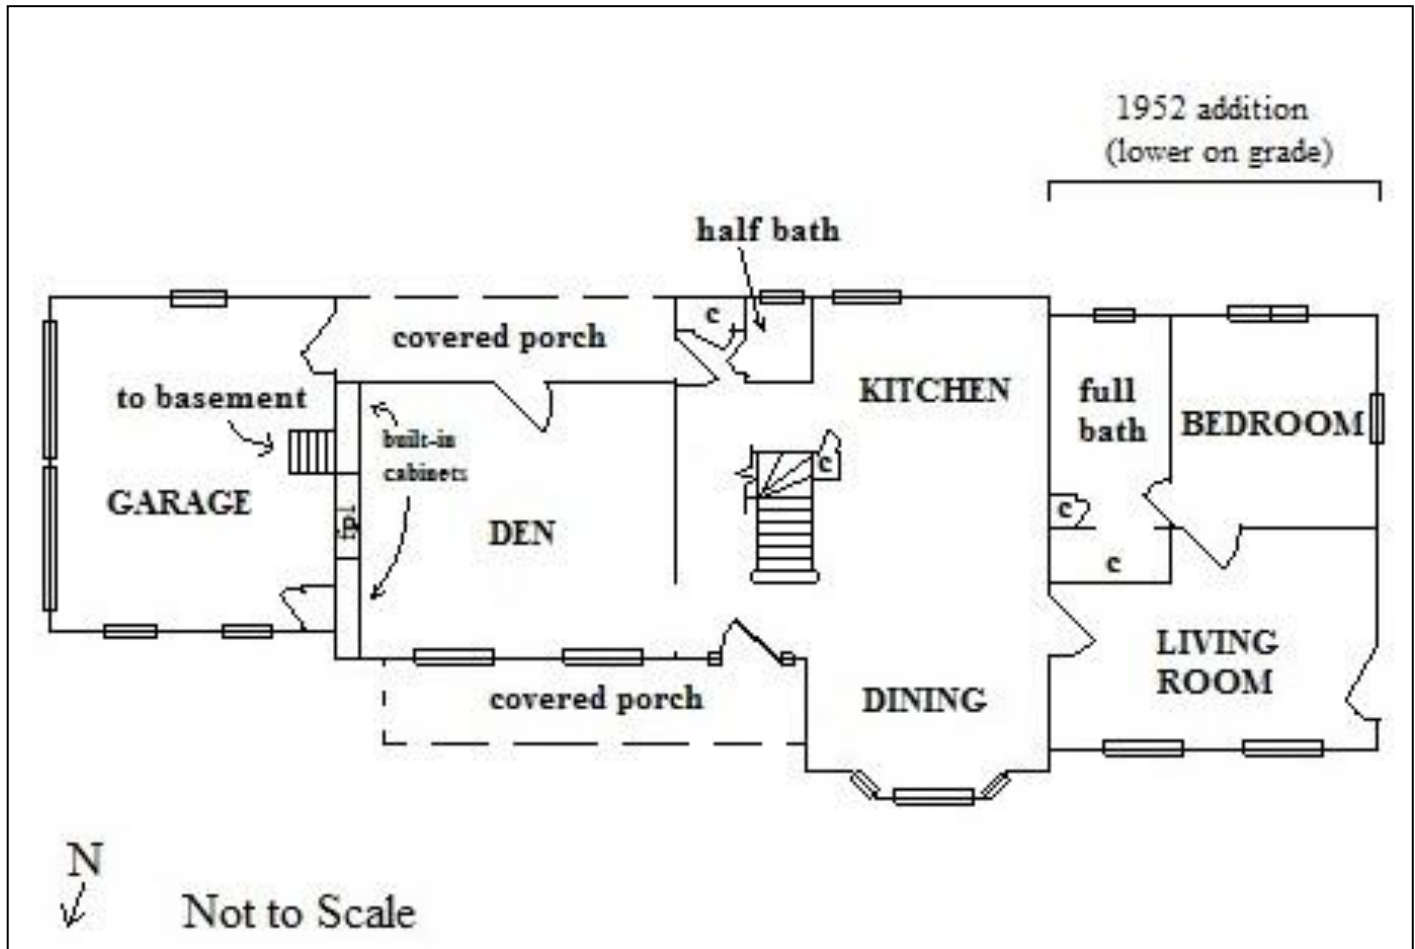 1952 addition
(lower on grade)
half bath
c
covered porch
to basement
KITCHEN
full
bath
BEDROOM
built-in
cabinets
c
GARAGE
fpl
DEN
c
c
LIVING
ROOM
covered porch
DINING
N
Not to Scale